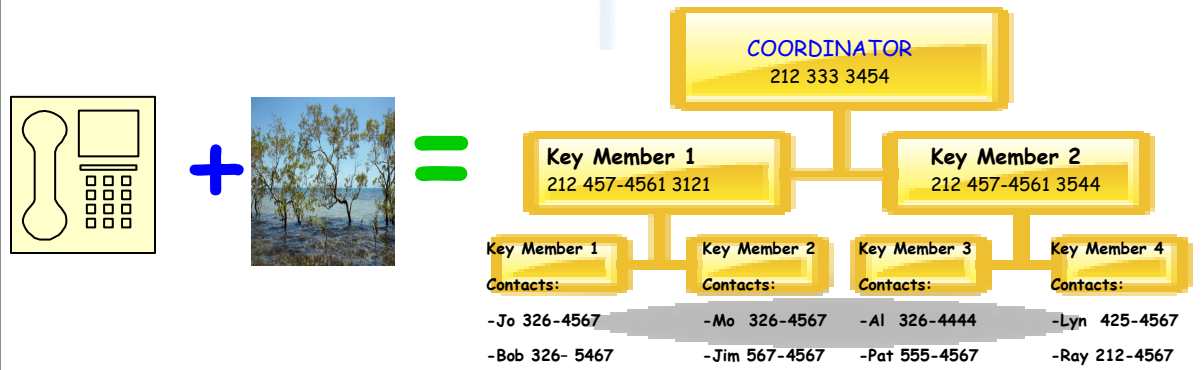 COORDINATOR
212 333 3454
Key Member 1
212 457-4561 3121
Key Member 2
212 457-4561 3544
Key Member 1
Contacts:
-Jo 326-4567
-Bob 326- 5467
Key Member 2
Contacts:
-Mo 326-4567
-Jim 567-4567
Key Member 3
Contacts:
-Al 326-4444
-Pat 555-4567
Key Member 4
Contacts:
-Lyn 425-4567
-Ray 212-4567